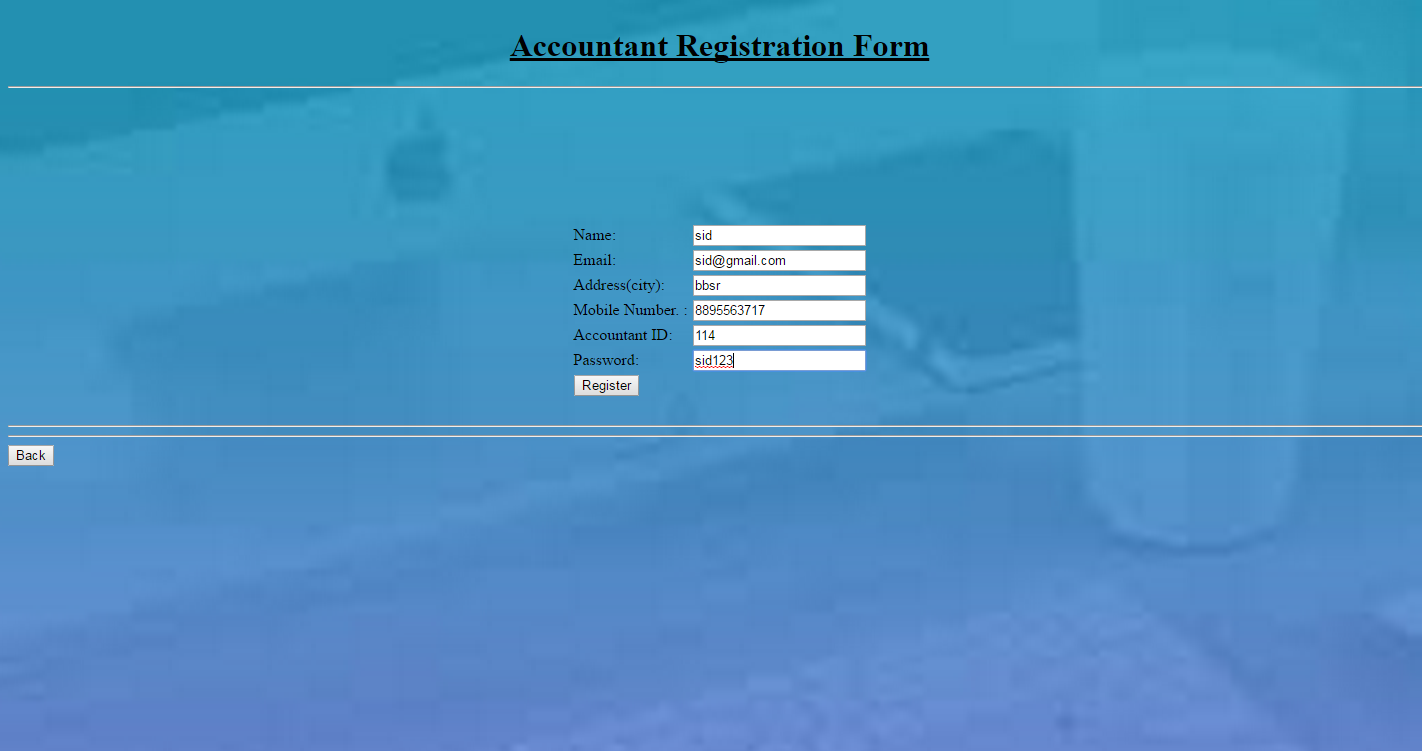 Accountant Registration Form
Name: sid
Email: sid@gmail.com
Address(city): bbsr
Mobile Number. : 8895563717
Accountant ID: 114
Password: sid123
Register
Back